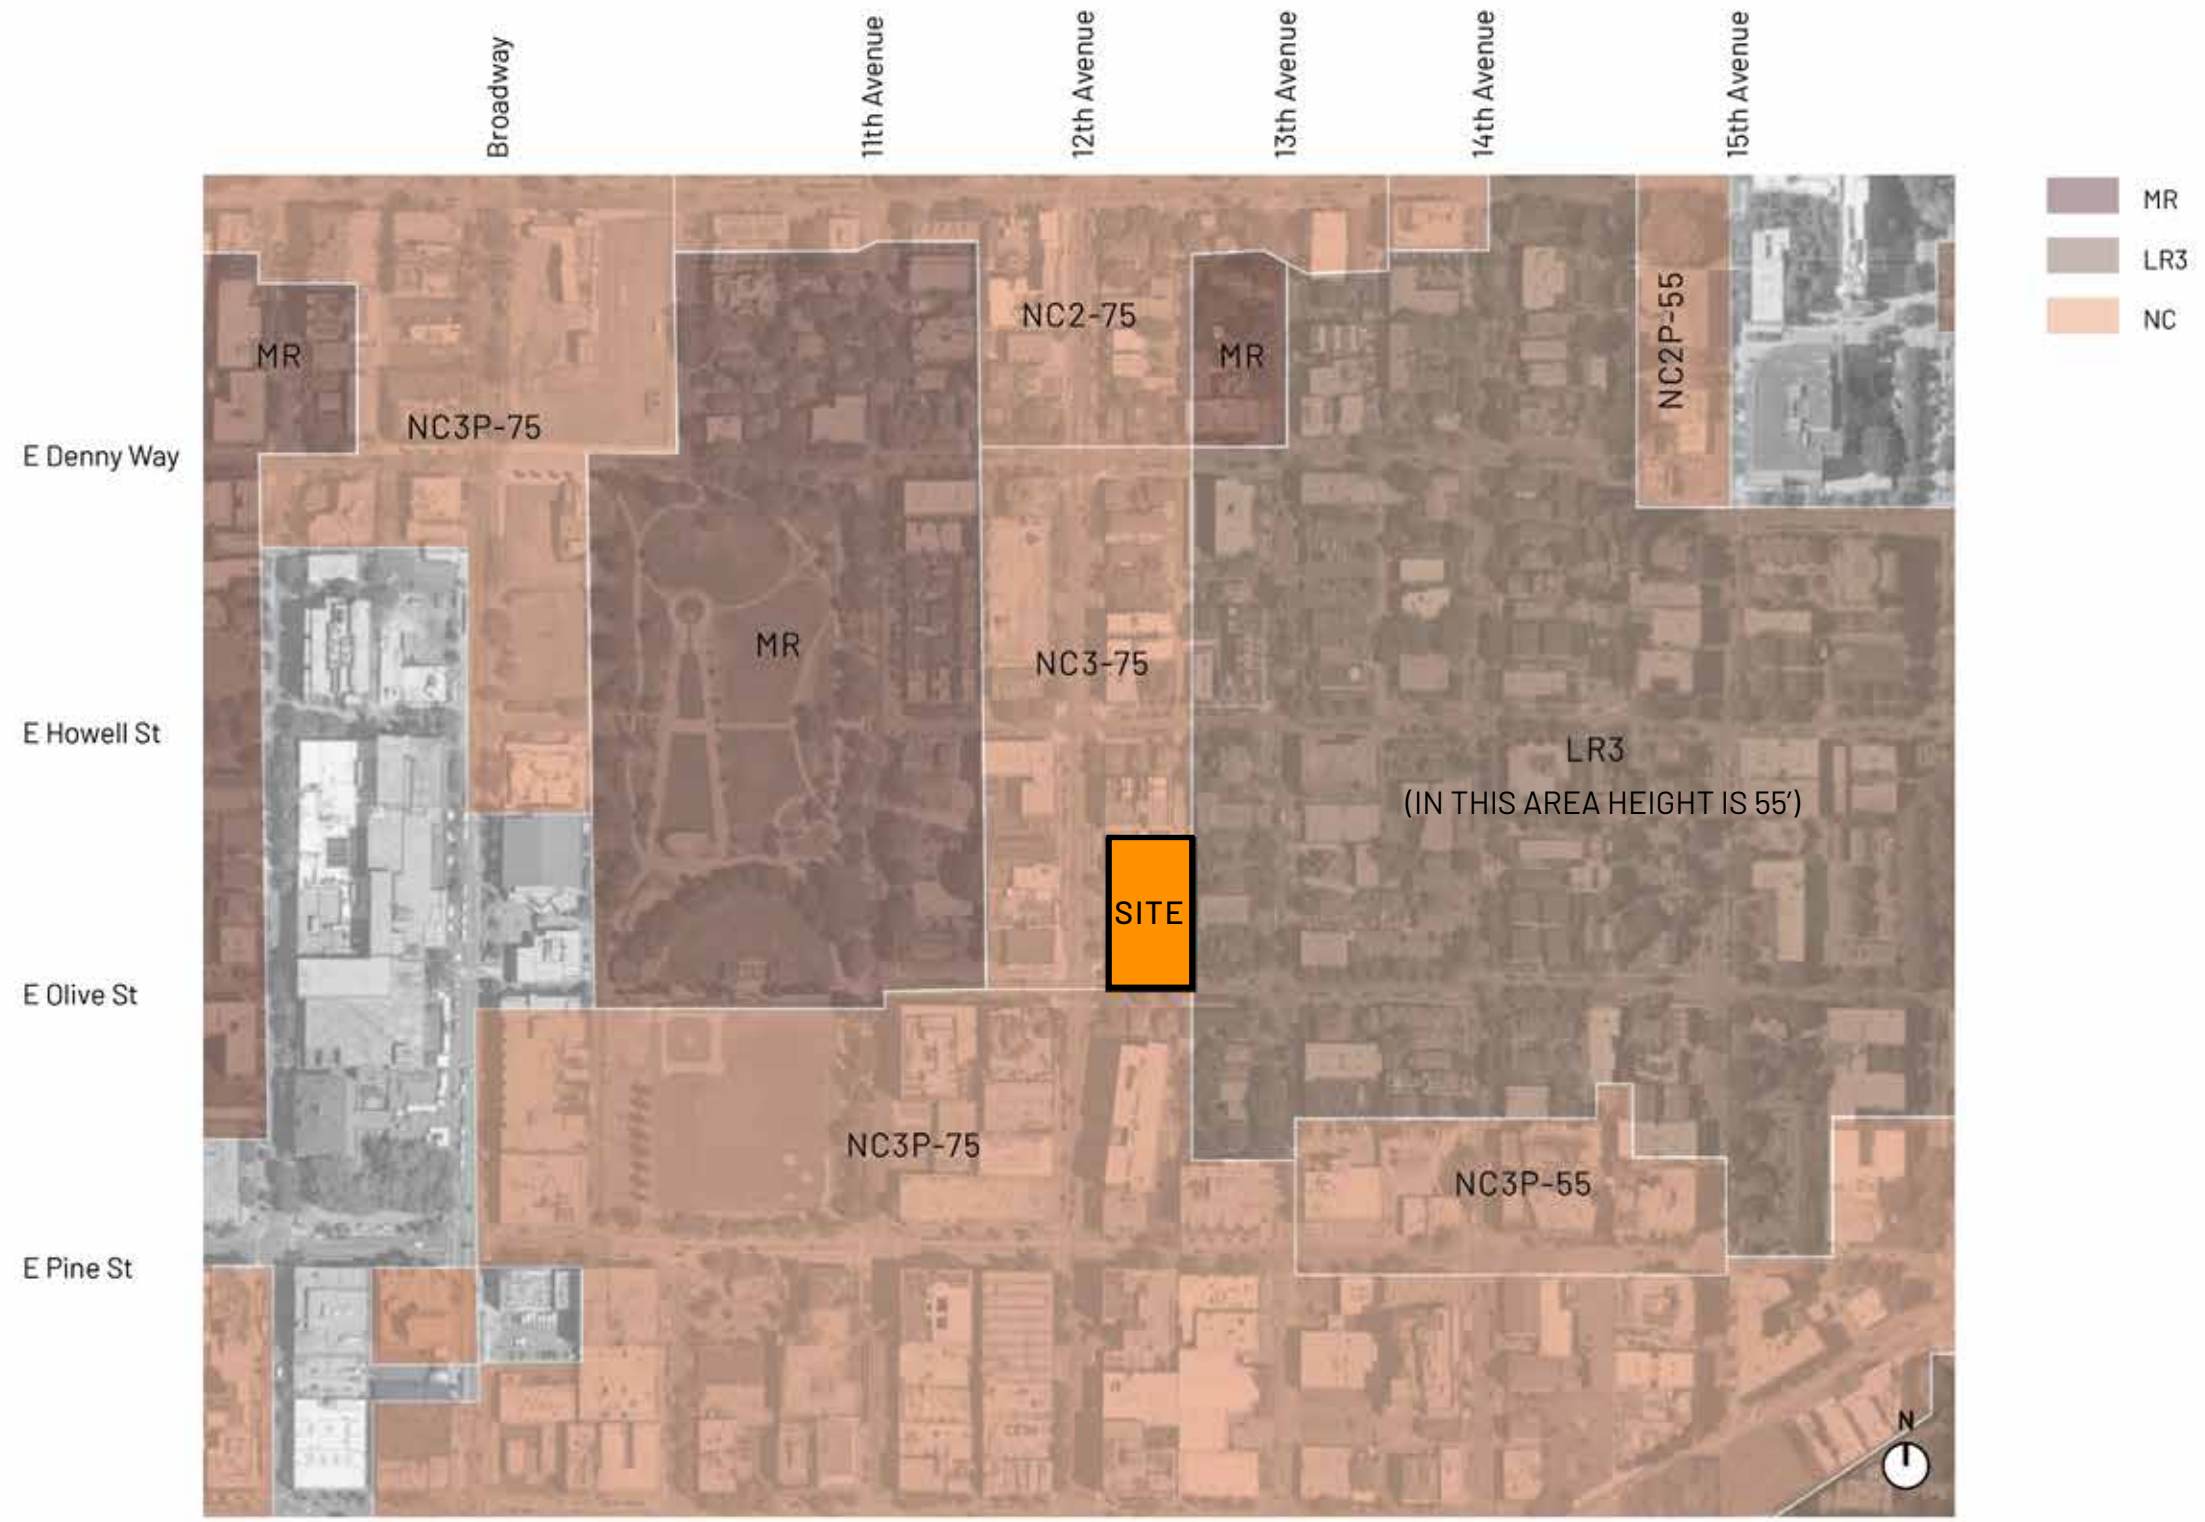 Broadway
11th Avenue
12th Avenue
13th Avenue
14th Avenue
15th Avenue
MR
LR3
NC
NC2-75
NC2P-55
MR
MR
NC3P-75
E Denny Way
MR
NC3-75
E Howell St
LR3
(IN THIS AREA HEIGHT IS 55')
SITE
E Olive St
NC3P-75
NC3P-55
E Pine St
N